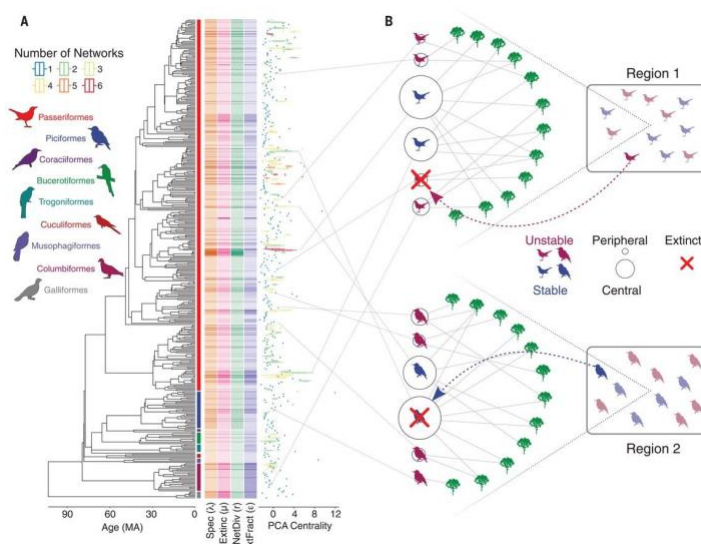 A
Number of Networks
1 2 3
4 5 6
Passeriformes
Piciformes
Coraciiformes
Bucerotiformes
Trogoniformes
Cuculiformes
Musophagiformes
Columbiformes
Galliformes
90 60 30 0
Age (MA)
Spec (λ)
Extinc (μ)
NetDiv (r)
xtFract (ε)
0 4 8 12
PCA Centrality
B
Region 1
Unstable
Stable
Peripheral
Central
Extinct
Region 2